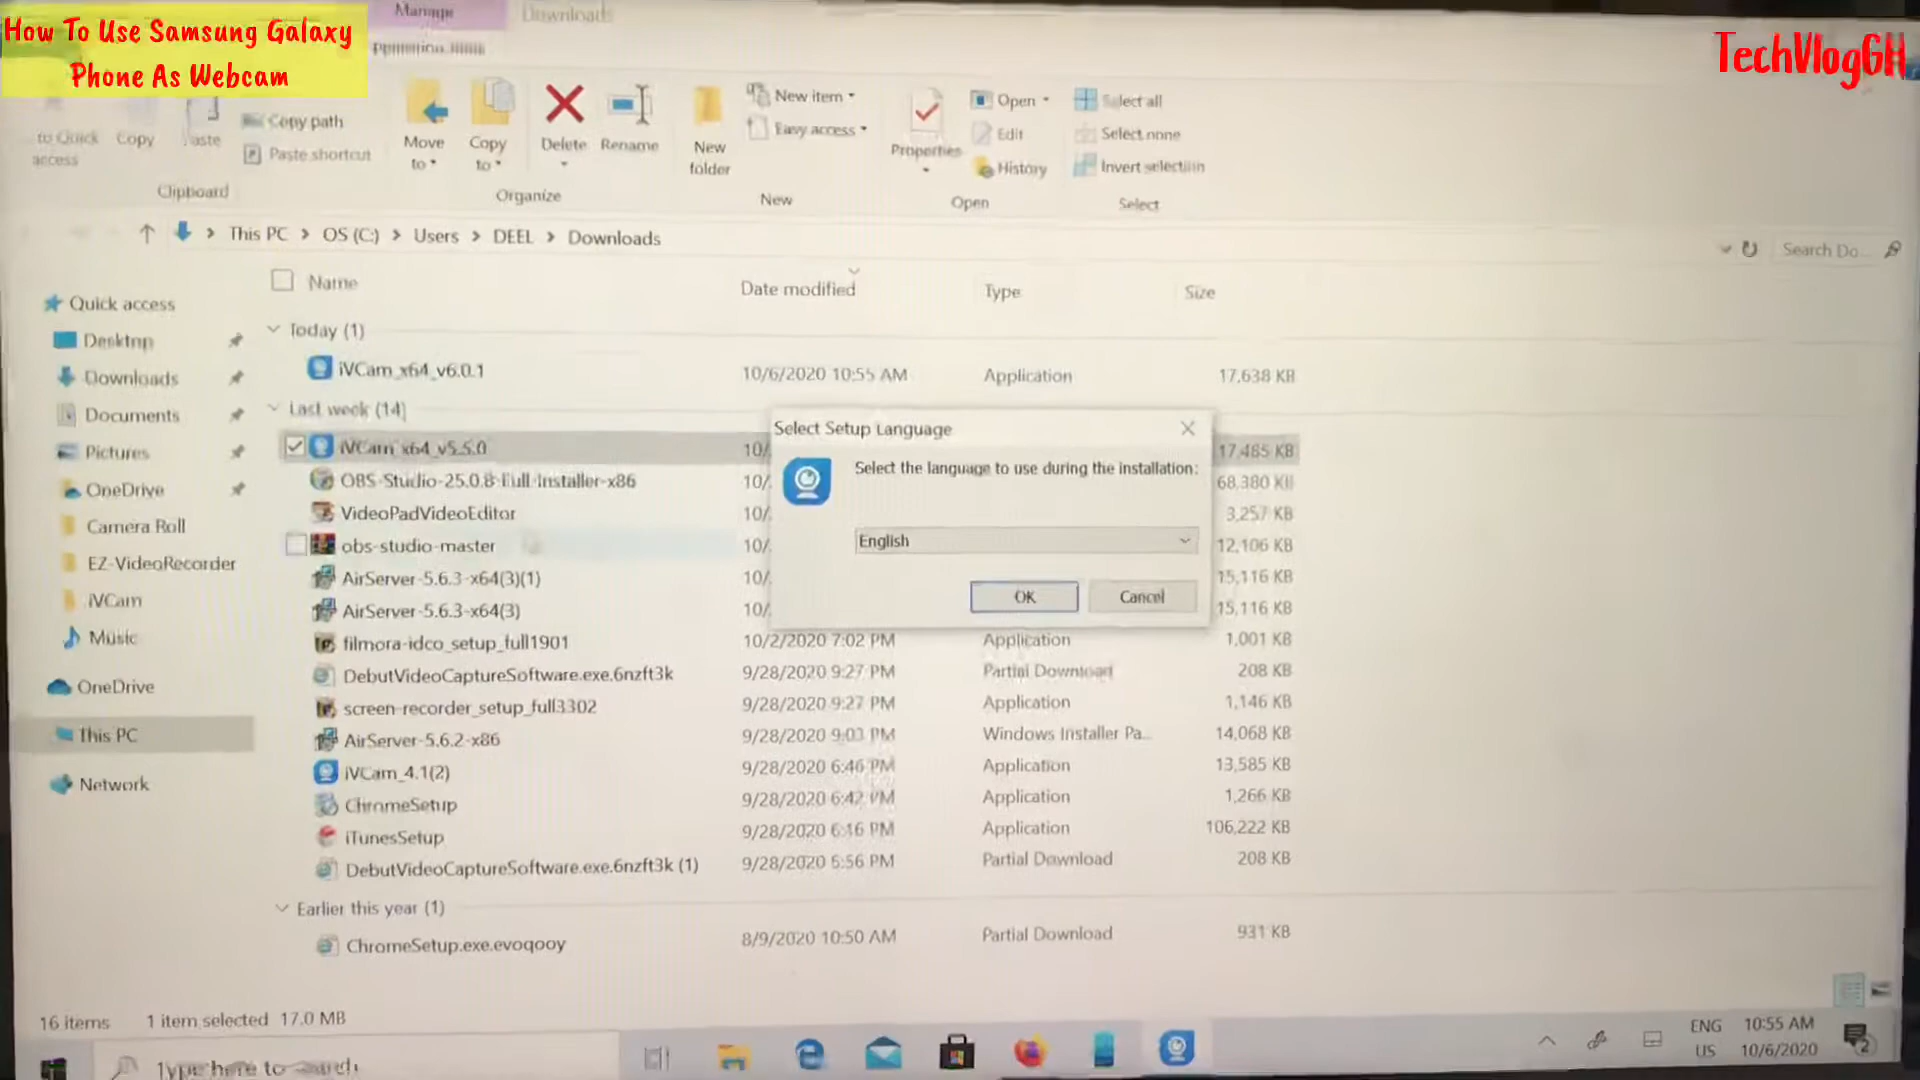 How To Use Samsung Galaxy
Phone As Webcam
TechVlogGH
Manage
Downloads
to Quick
access
Copy
Paste
Copy path
Paste shortcut
Clipboard
Move
to
Copy
to
Delete
Rename
Organize
New
folder
New item
Easy access
New
Properties
Open
Edit
History
Open
Select all
Select none
Invert selection
Select
This PC > OS (C:) > Users > DEEL > Downloads
Search Do...
Quick access
Desktop
Downloads
Documents
Pictures
OneDrive
Camera Roll
EZ-VideoRecorder
iVCam
Music
OneDrive
This PC
Network
Name Date modified Type Size
Today (1)
iVCam_x64_v6.0.1 10/6/2020 10:55 AM Application 17,638 KB
Last week (14)
iVCam_x64_v5.5.0 10/ 17,485 KB
OBS-Studio-25.0.8-Full-Installer-x86 10/ 68,380 KB
VideoPadVideoEditor 10/ 3,257 KB
obs-studio-master 10/ 12,106 KB
AirServer-5.6.3-x64(3)(1) 10/ 15,116 KB
AirServer-5.6.3-x64(3) 10/ 15,116 KB
filmora-idco_setup_full1901 10/2/2020 7:02 PM Application 1,001 KB
DebutVideoCaptureSoftware.exe.6nzft3k 9/28/2020 9:27 PM Partial Download 208 KB
screen-recorder_setup_full3302 9/28/2020 9:27 PM Application 1,146 KB
AirServer-5.6.2-x86 9/28/2020 9:03 PM Windows Installer Pa... 14,068 KB
iVCam_4.1(2) 9/28/2020 6:46 PM Application 13,585 KB
ChromeSetup 9/28/2020 6:42 PM Application 1,266 KB
iTunesSetup 9/28/2020 6:16 PM Application 106,222 KB
DebutVideoCaptureSoftware.exe.6nzft3k (1) 9/28/2020 5:56 PM Partial Download 208 KB
Earlier this year (1)
ChromeSetup.exe.evoqooy 8/9/2020 10:50 AM Partial Download 931 KB
Select Setup Language
Select the language to use during the installation:
English
OK Cancel
16 items 1 item selected 17.0 MB
Type here to search
ENG
US
10:55 AM
10/6/2020
2